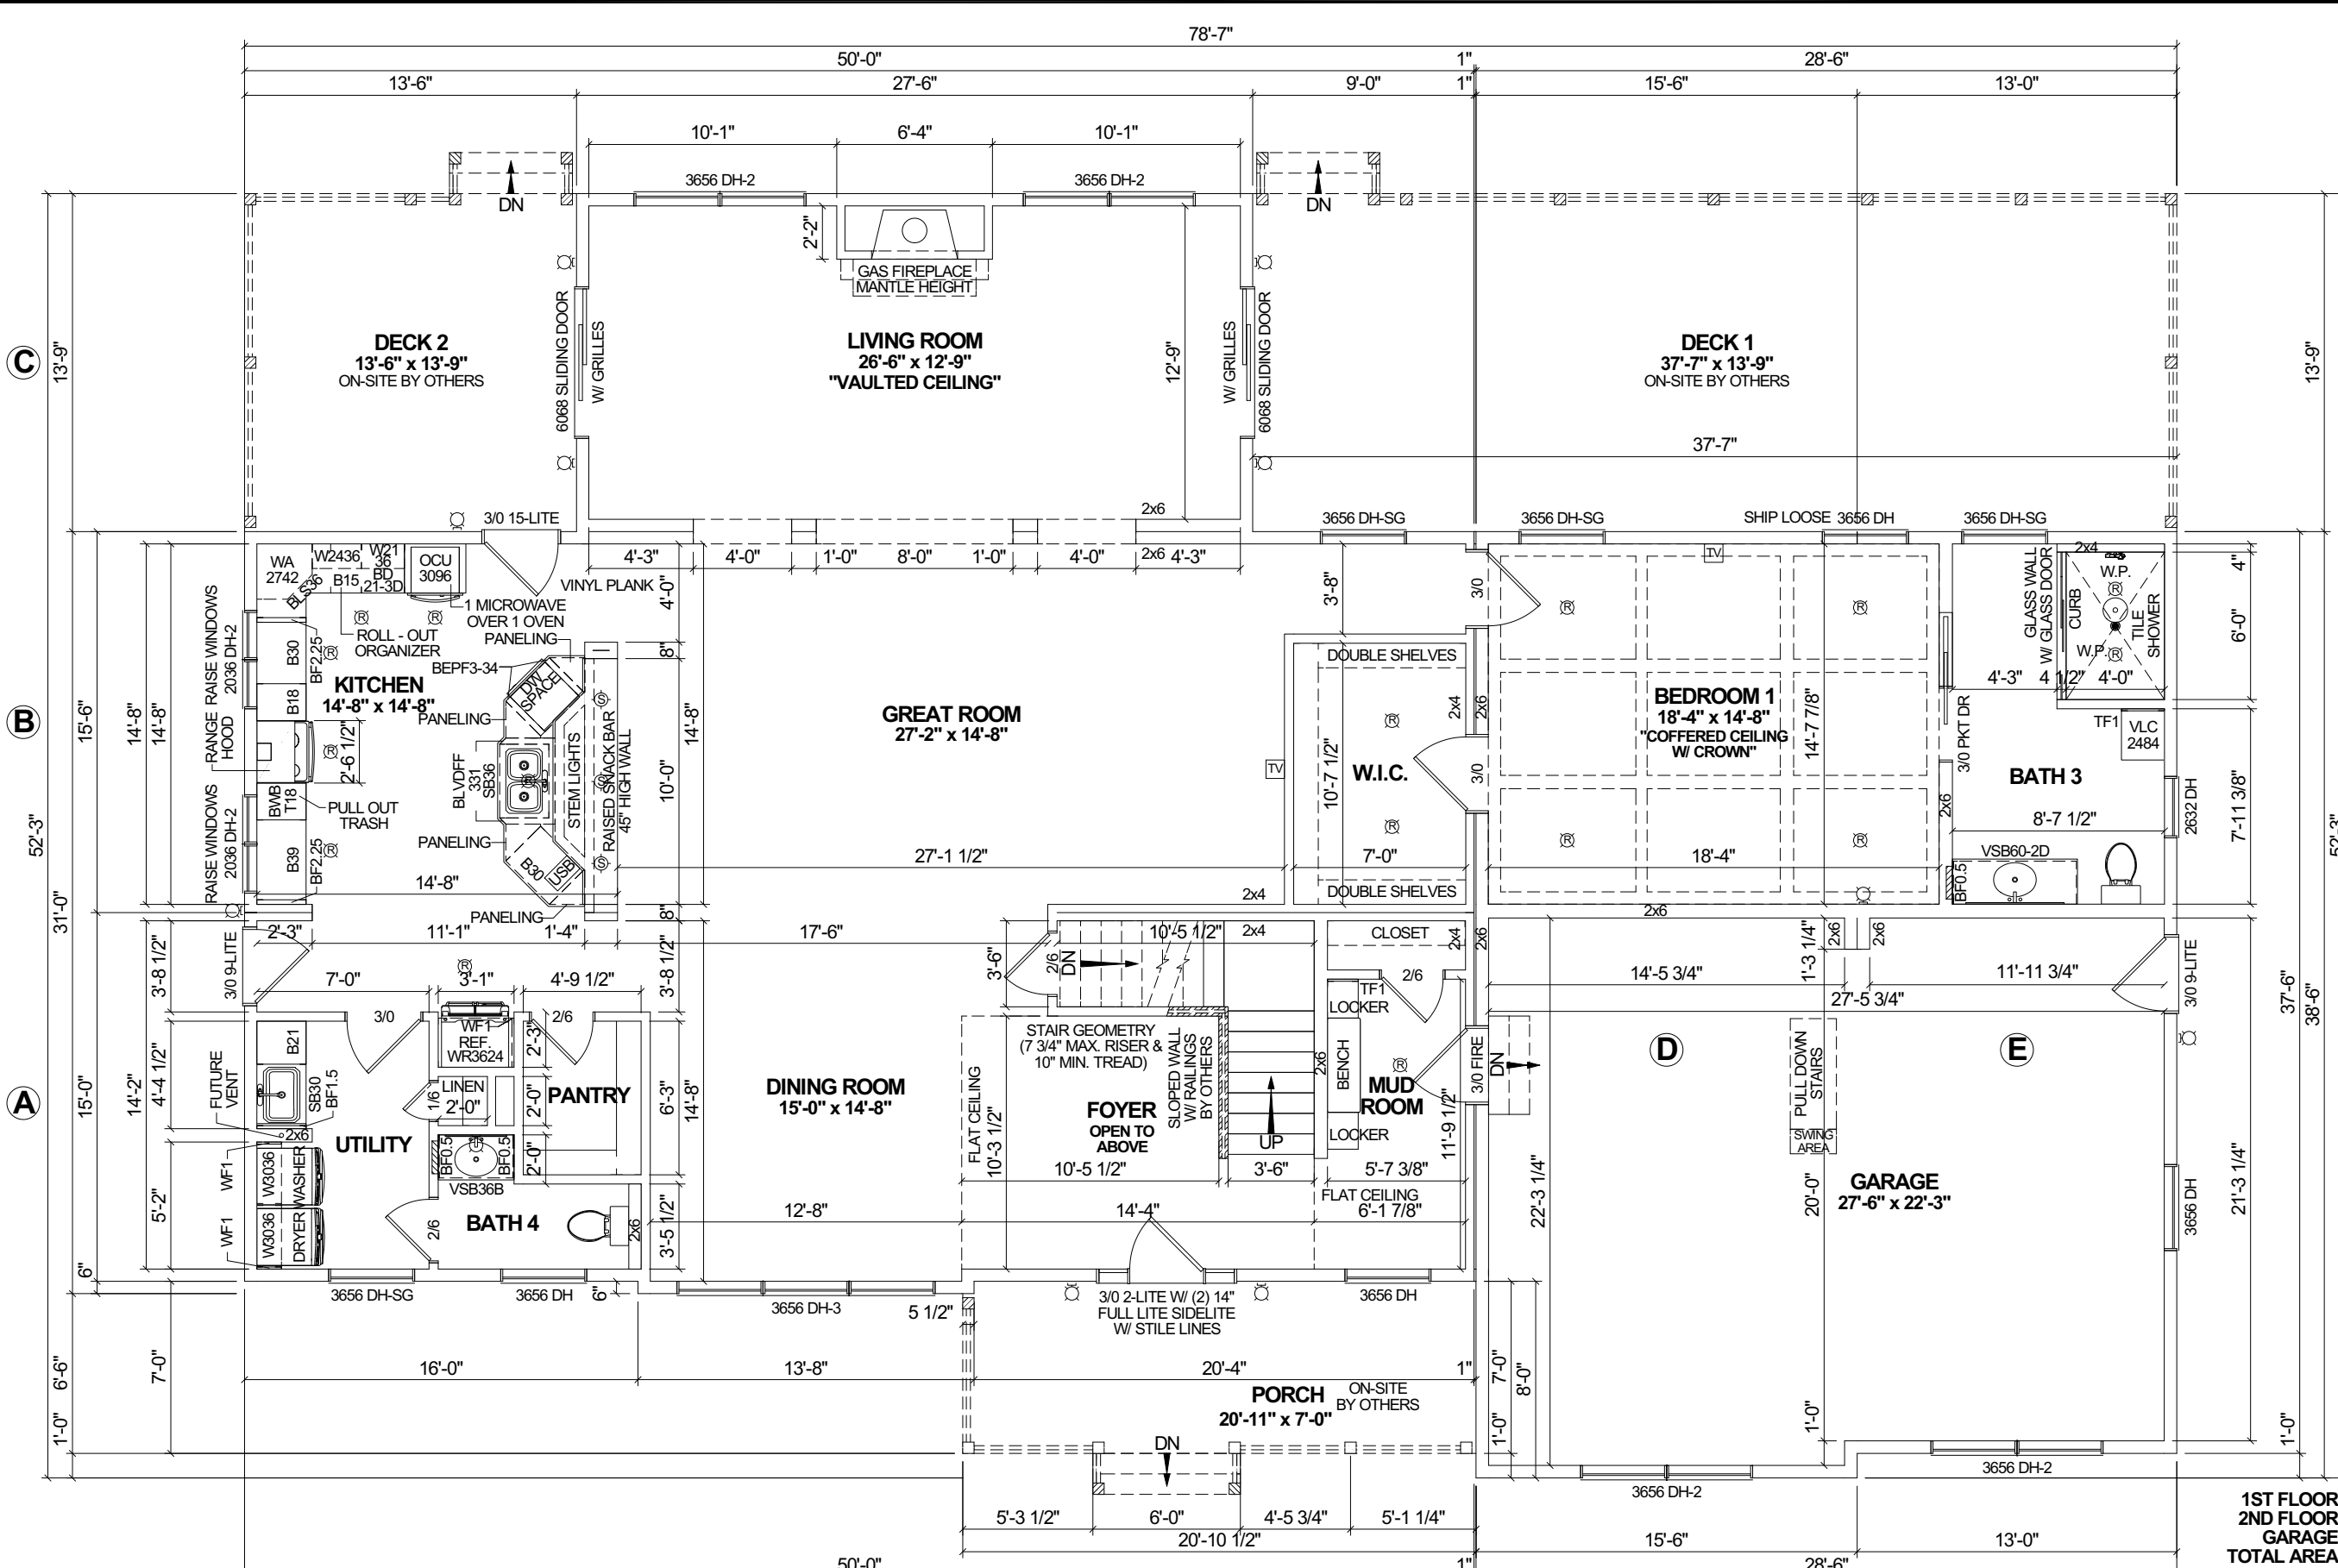 78'-7"
50'-0"
1"
28'-6"
13'-6"
27'-6"
9'-0"
1"
15'-6"
13'-0"
10'-1"
6'-4"
10'-1"
3656 DH-2
3656 DH-2
DN
DN
2'-2"
GAS FIREPLACE
MANTLE HEIGHT
C
13'-9"
DECK 2
13'-6" x 13'-9"
ON-SITE BY OTHERS
6068 SLIDING DOOR
W/ GRILLES
LIVING ROOM
26'-6" x 12'-9"
"VAULTED CEILING"
12'-9"
W/ GRILLES
6068 SLIDING DOOR
DECK 1
37'-7" x 13'-9"
ON-SITE BY OTHERS
13'-9"
37'-7"
3/0 15-LITE
2x6
3656 DH-SG
3656 DH-SG
SHIP LOOSE
3656 DH
3656 DH-SG
4'-3"
4'-0"
1'-0"
8'-0"
1'-0"
4'-0"
2x6
4'-3"
WA
2742
W2436
W21
36
BD
21-3D
B15
BLS36
OCU
3096
VINYL PLANK
4'-0"
3'-8"
3/0
TV
2x4
W.P.
R
W.P.
4"
6'-0"
GLASS WALL
W/ GLASS DOOR
CURB
TILE
SHOWER
1 MICROWAVE
OVER 1 OVEN
ROLL - OUT
ORGANIZER
PANELING
8"
BEPF3-34
DW
SPACE
RAISE WINDOWS
2036 DH-2
B30
BF2.25
B18
KITCHEN
14'-8" x 14'-8"
PANELING
DOUBLE SHELVES
2x4
2x6
BEDROOM 1
18'-4" x 14'-8"
"COFFERED CEILING
W/ CROWN"
14'-7 7/8"
4'-3"
4 1/2"
4'-0"
TF1
VLC
2484
B
15'-6"
14'-8"
14'-8"
RANGE
HOOD
2'-6 1/2"
GREAT ROOM
27'-2" x 14'-8"
14'-8"
10'-0"
BLVDFF
331
SB36
STEM LIGHTS
RAISED SNACK BAR
45" HIGH WALL
S
TV
10'-7 1/2"
W.I.C.
3/0
3/0 PKT DR
2x6
BATH 3
2632 DH
7'-11 3/8"
BWB
T18
PULL OUT
TRASH
RAISE WINDOWS
2036 DH-2
B39
BF2.25
PANELING
B30
USB
8'-7 1/2"
VSB60-2D
BF0.5
52'-3"
52'-3"
27'-1 1/2"
7'-0"
18'-4"
14'-8"
DOUBLE SHELVES
2x4
PANELING
8"
2x6
31'-0"
2'-3"
11'-1"
1'-4"
17'-6"
10'-5 1/2"
2x4
CLOSET
2x4
2x6
2x6
2x6
3/0 9-LITE
3'-8 1/2"
3'-8 1/2"
3'-6"
2/6
DN
1'-3 1/4"
14'-5 3/4"
11'-11 3/4"
27'-5 3/4"
3/0 9-LITE
7'-0"
3'-1"
4'-9 1/2"
2/6
TF1
LOCKER
37'-6"
38'-6"
3/0
WF1
REF.
WR3624
2'-3"
2/6
STAIR GEOMETRY
(7 3/4" MAX. RISER &
10" MIN. TREAD)
SLOPED WALL
W/ RAILINGS
BY OTHERS
2x6
BENCH
3/0 FIRE
DN
D
E
PULL DOWN
STAIRS
SWING
AREA
B21
FUTURE
VENT
SB30
BF1.5
4'-4 1/2"
14'-2"
15'-0"
A
LINEN
2'-0"
1/6
2'-0"
PANTRY
6'-3"
14'-8"
DINING ROOM
15'-0" x 14'-8"
FLAT CEILING
10'-3 1/2"
FOYER
OPEN TO
ABOVE
UP
MUD
ROOM
LOCKER
11'-9 1/2"
2x6
UTILITY
BF0.5
BF0.5
2'-0"
VSB36B
10'-5 1/2"
3'-6"
5'-7 3/8"
FLAT CEILING
6'-1 7/8"
WF1
W3036
WASHER
W3036
DRYER
WF1
5'-2"
BATH 4
2/6
2x6
3'-5 1/2"
12'-8"
14'-4"
22'-3 1/4"
20'-0"
GARAGE
27'-6" x 22'-3"
3656 DH
21'-3 1/4"
6"
3656 DH-SG
3656 DH
6"
3656 DH-3
5 1/2"
3/0 2-LITE W/ (2) 14"
FULL LITE SIDELITE
W/ STILE LINES
3656 DH
6'-6"
7'-0"
16'-0"
13'-8"
20'-4"
1"
7'-0"
8'-0"
PORCH
20'-11" x 7'-0"
ON-SITE
BY OTHERS
1'-0"
DN
1'-0"
1'-0"
1'-0"
3656 DH-2
3656 DH-2
5'-3 1/2"
6'-0"
4'-5 3/4"
5'-1 1/4"
20'-10 1/2"
15'-6"
13'-0"
50'-0"
1"
28'-6"
1ST FLOOR
2ND FLOOR
GARAGE
TOTAL AREA